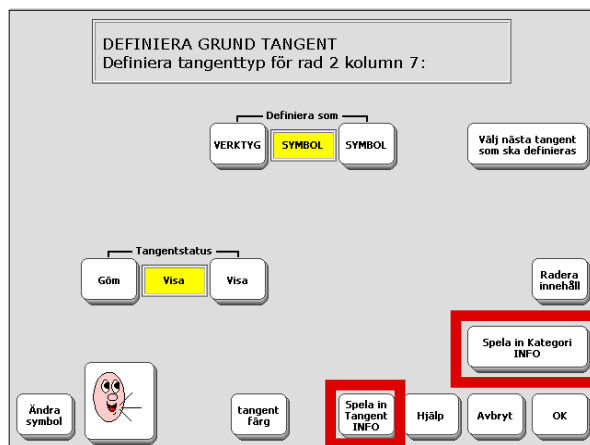 DEFINIERA GRUND TANGENT
Definiera tangenttyp för rad 2 kolumn 7:
Definiera som
VERKTYG
SYMBOL
SYMBOL
Välj nästa tangent
som ska definieras
Tangentstatus
Göm
Visa
Visa
Radera
innehåll
Spela in Kategori
INFO
Ändra
symbol
tangent
färg
Spela in
Tangent
INFO
Hjälp
Avbryt
OK